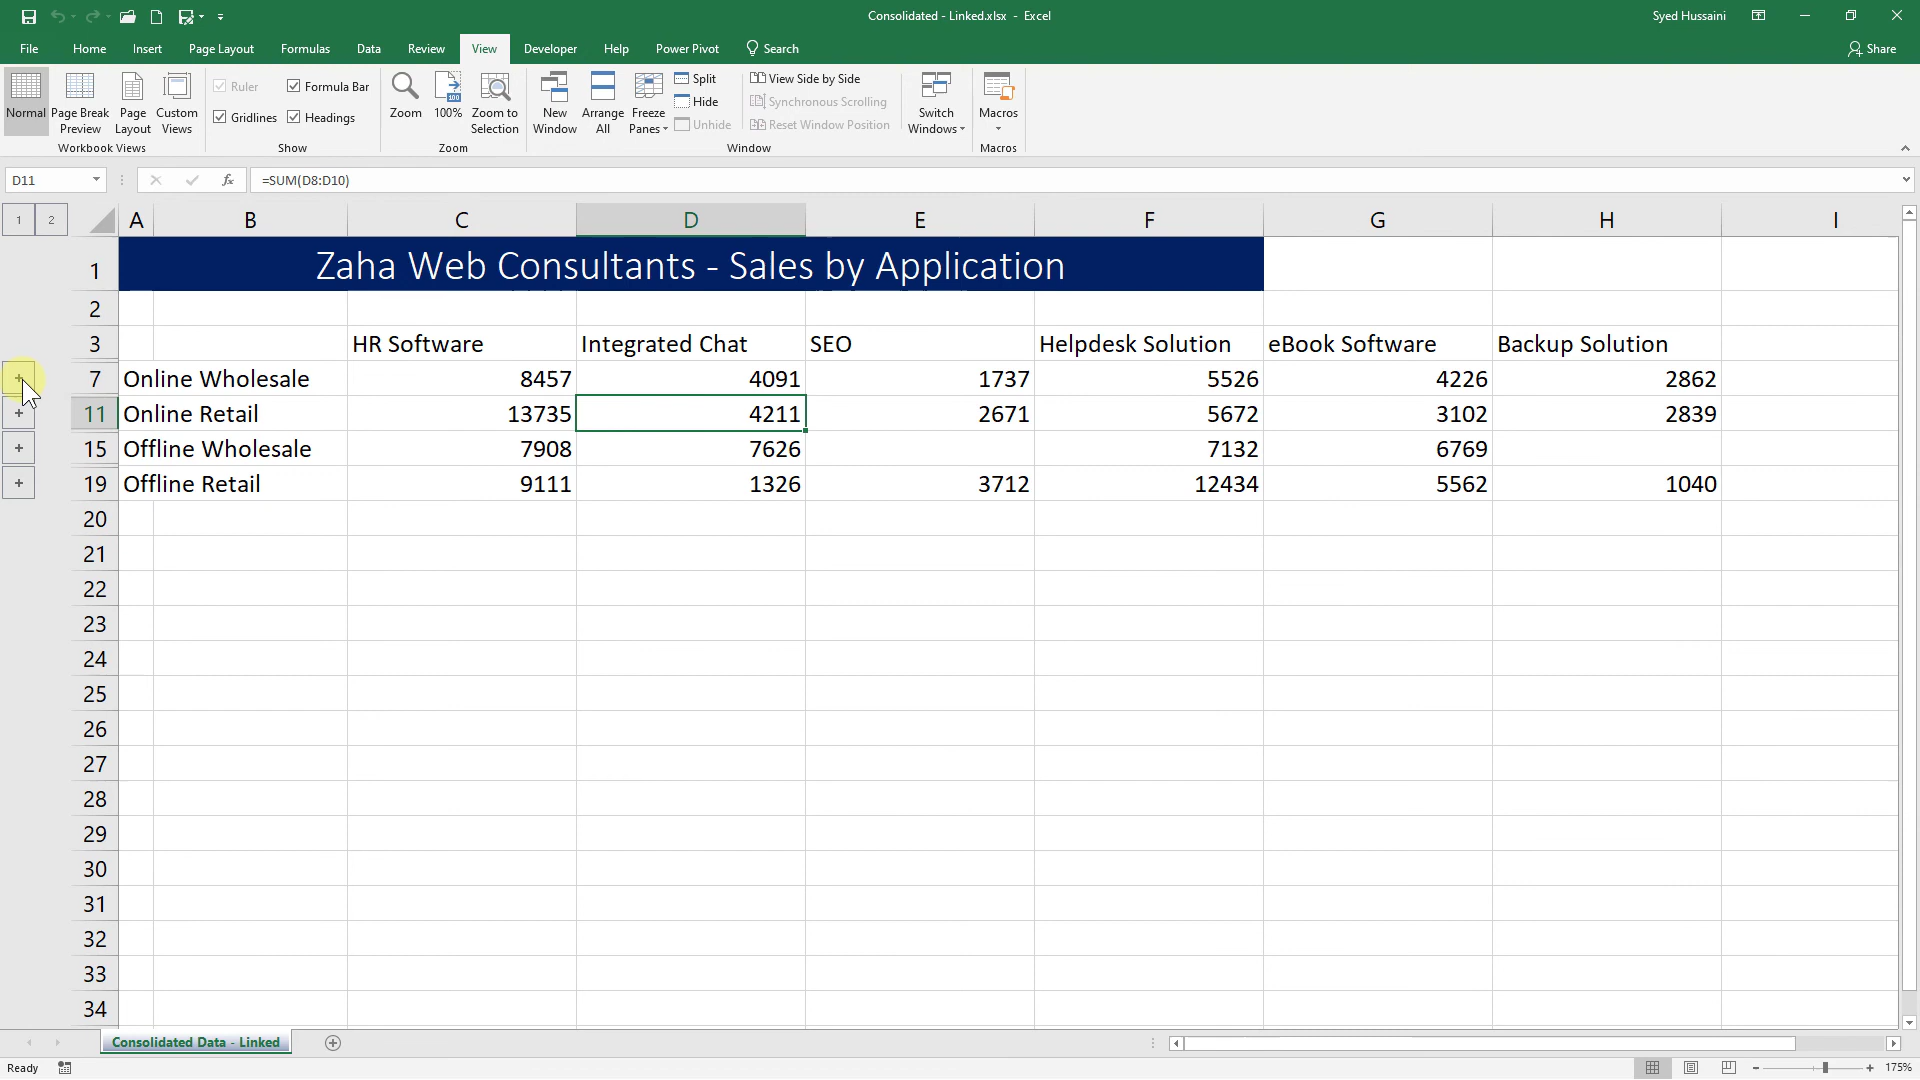 Consolidated - Linked.xlsx - Excel
Syed Hussaini
File Home Insert Page Layout Formulas Data Review View Developer Help Power Pivot Search Share
Normal
Page Break Preview
Page Layout
Custom Views
Workbook Views
Ruler
Formula Bar
Gridlines
Headings
Show
Zoom
100%
Zoom to Selection
Zoom
New Window
Arrange All
Freeze Panes
Split
Hide
Unhide
View Side by Side
Synchronous Scrolling
Reset Window Position
Window
Switch Windows
Macros
Macros
D11 fx =SUM(D8:D10)
1 2 A B C D E F G H I
1 Zaha Web Consultants - Sales by Application
2
3 HR Software Integrated Chat SEO Helpdesk Solution eBook Software Backup Solution
7 Online Wholesale 8457 4091 1737 5526 4226 2862
11 Online Retail 13735 4211 2671 5672 3102 2839
15 Offline Wholesale 7908 7626 7132 6769
19 Offline Retail 9111 1326 3712 12434 5562 1040
20
21
22
23
24
25
26
27
28
29
30
31
32
33
34
Consolidated Data - Linked
Ready 175%